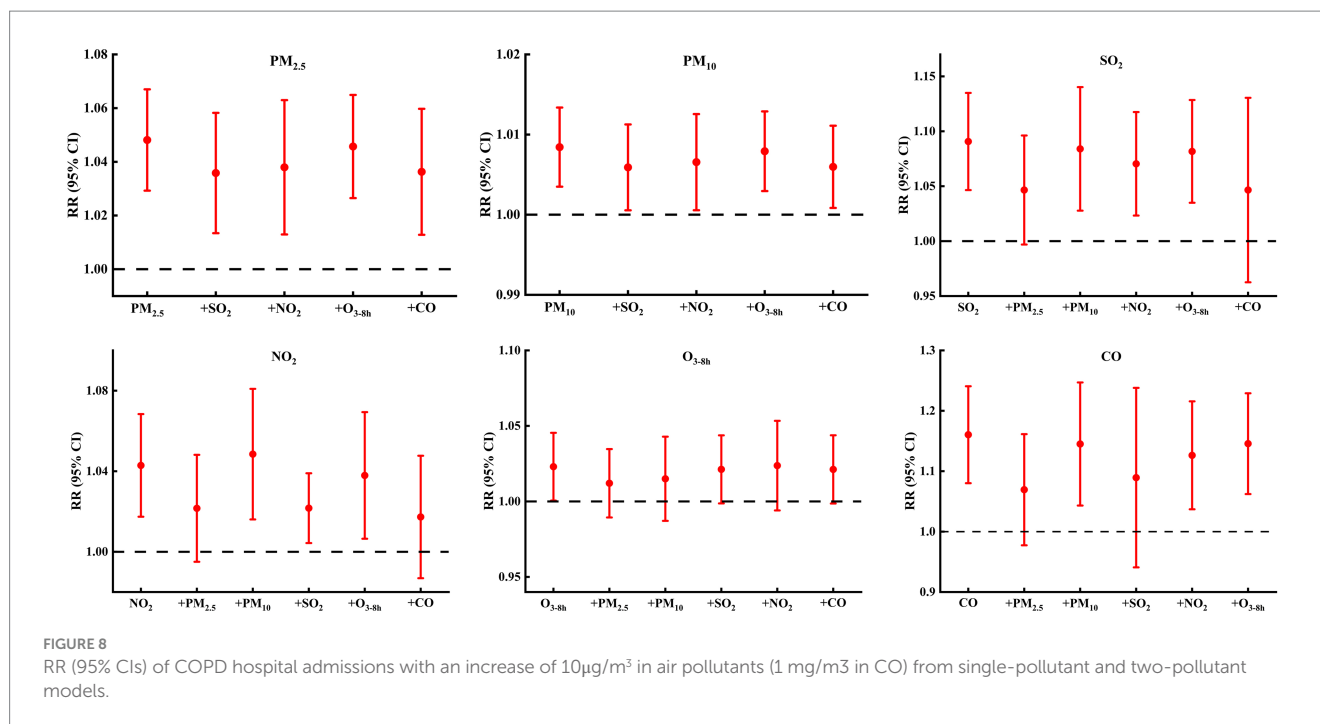 PM2.5
RR (95% CI)
1.08
1.06
1.04
1.02
1.00
PM2.5 +SO2 +NO2 +O3-8h +CO
PM10
RR (95% CI)
1.02
1.01
1.00
0.99
PM10 +SO2 +NO2 +O3-8h +CO
SO2
RR (95% CI)
1.15
1.10
1.05
1.00
0.95
SO2 +PM2.5 +PM10 +NO2 +O3-8h +CO
NO2
RR (95% CI)
1.08
1.04
1.00
NO2 +PM2.5 +PM10 +SO2 +O3-8h +CO
O3-8h
RR (95% CI)
1.10
1.05
1.00
0.95
O3-8h +PM2.5 +PM10 +SO2 +NO2 +CO
CO
RR (95% CI)
1.3
1.2
1.1
1.0
0.9
CO +PM2.5 +PM10 +SO2 +NO2 +O3-8h
FIGURE 8
RR (95% CIs) of COPD hospital admissions with an increase of 10μg/m³ in air pollutants (1 mg/m3 in CO) from single-pollutant and two-pollutant
models.